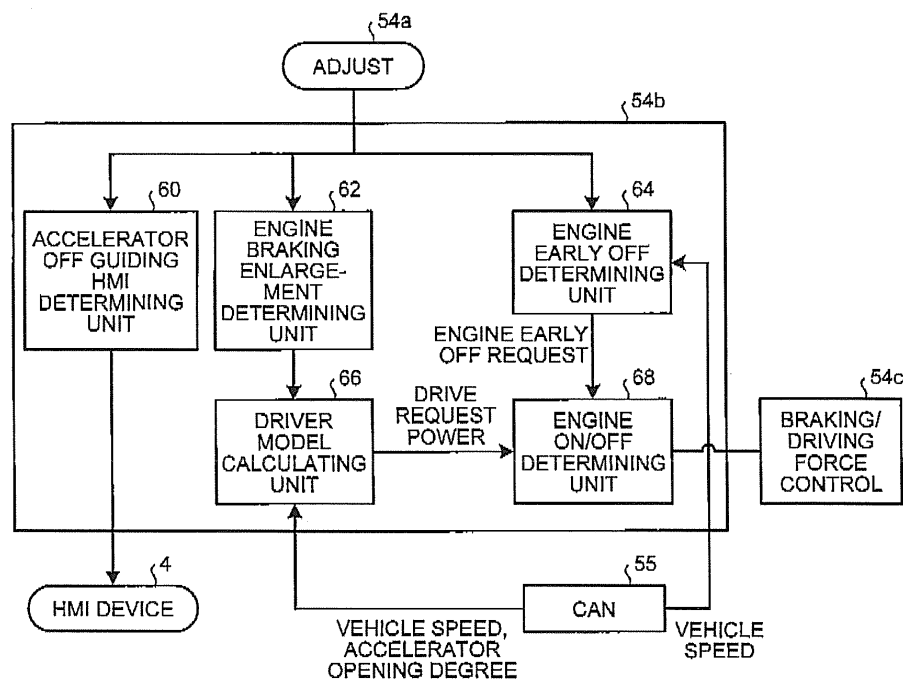 54a
ADJUST
54b
60
ACCELERATOR
OFF GUIDING
HMI
DETERMINING
UNIT
62
ENGINE
BRAKING
ENLARGE-
MENT
DETERMINING
UNIT
64
ENGINE
EARLY OFF
DETERMINING
UNIT
ENGINE EARLY
OFF REQUEST
66
DRIVER
MODEL
CALCULATING
UNIT
DRIVE
REQUEST
POWER
68
ENGINE
ON/OFF
DETERMINING
UNIT
54c
BRAKING/
DRIVING
FORCE
CONTROL
4
HMI DEVICE
55
CAN
VEHICLE SPEED,
ACCELERATOR
OPENING DEGREE
VEHICLE
SPEED